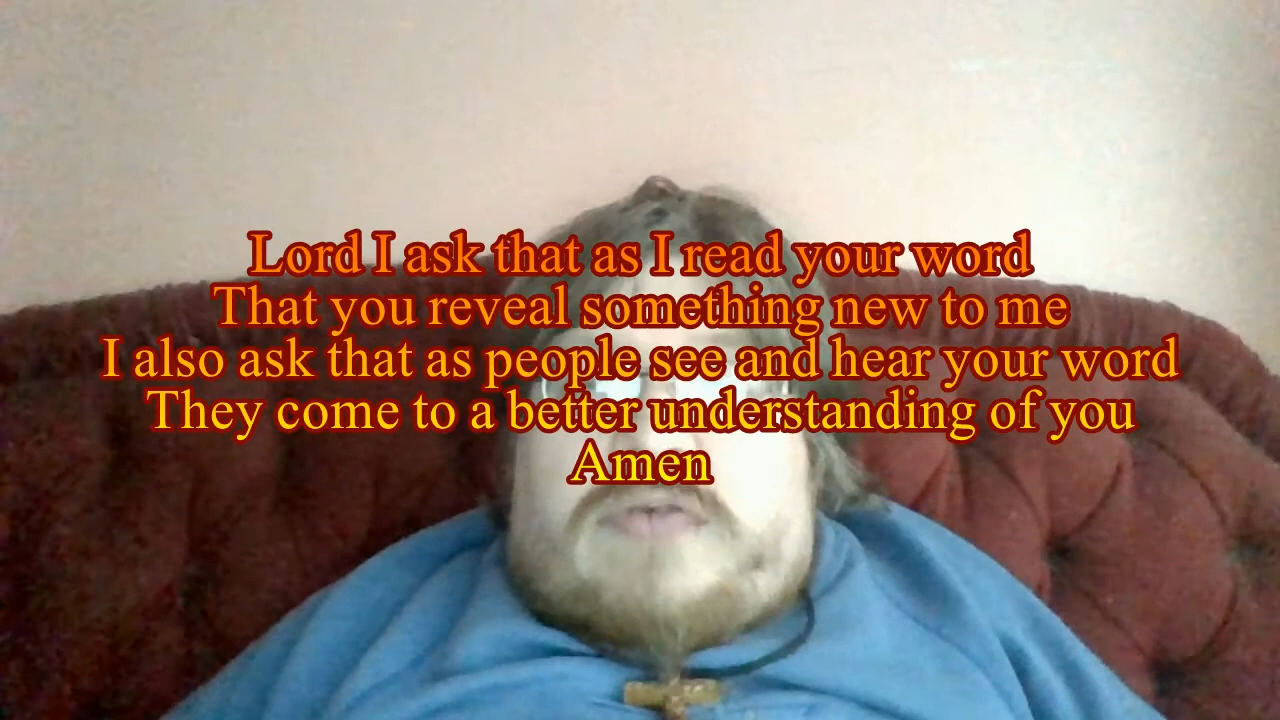 Lord I ask that as I read your word
That you reveal something new to me
I also ask that as people see and hear your word
They come to a better understanding of you
Amen